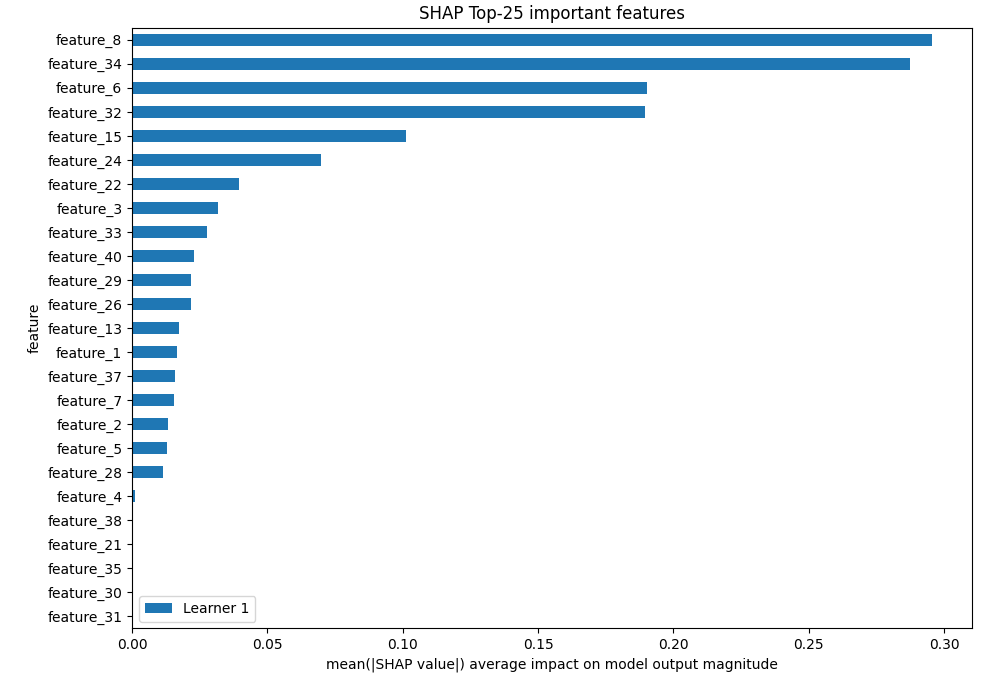 SHAP Top-25 important features
feature_8
feature_34
feature_6
feature_32
feature_15
feature_24
feature_22
feature_3
feature_33
feature_40
feature_29
feature_26
feature_13
feature_1
feature_37
feature_7
feature_2
feature_5
feature_28
feature_4
feature_38
feature_21
feature_35
feature_30
feature_31
feature
Learner 1
0.00 0.05 0.10 0.15 0.20 0.25 0.30
mean(|SHAP value|) average impact on model output magnitude